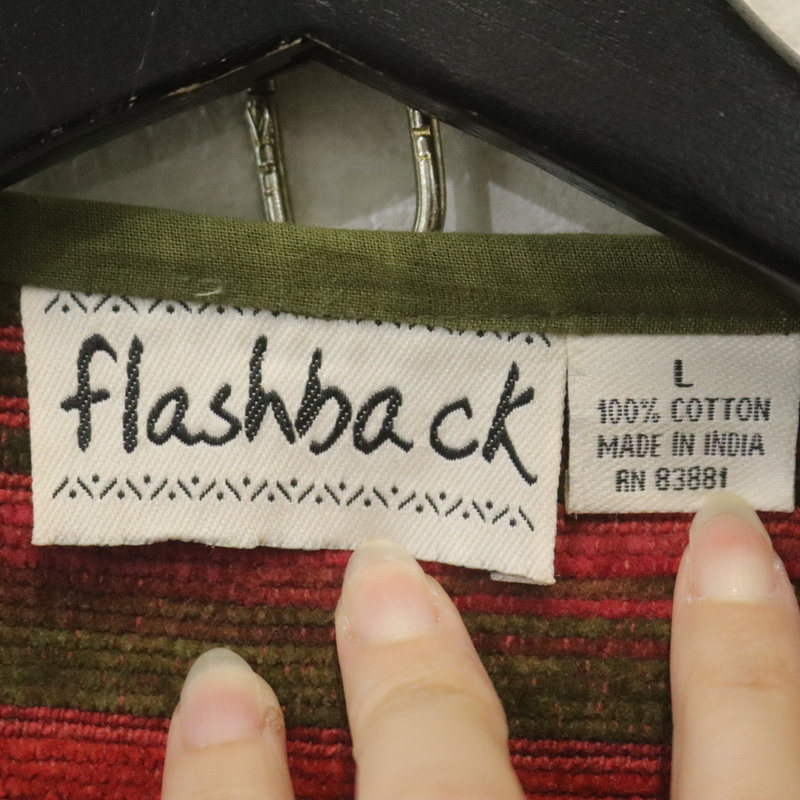 flashback
L
100% COTTON
MADE IN INDIA
RN 83881